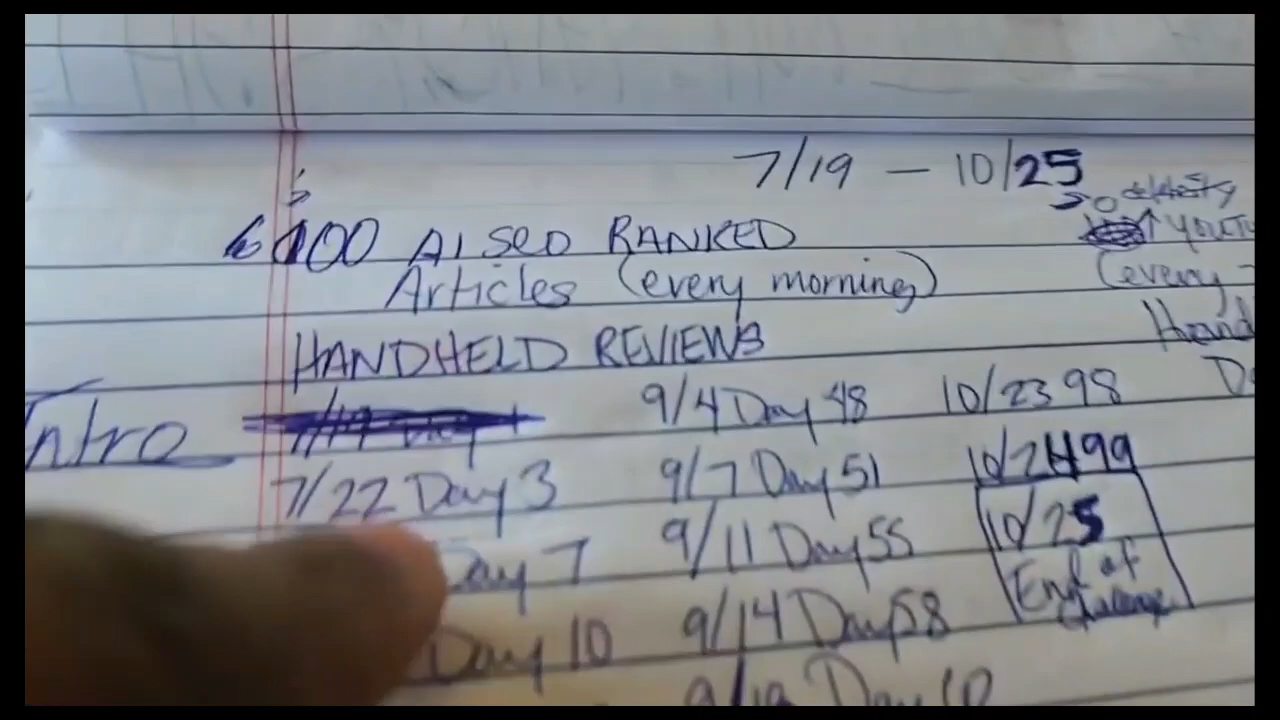 7/19 – 10/25
100 AI SEO RANKED
Articles (every morning)
(every
HANDHELD REVIEWS
Intro
7/22 Day 3
Day 7
Day 10
9/4 Day 48
9/7 Day 51
9/11 Day 55
9/14 Day 58
10/23 98
10/24 99
10/25
End of
Challenge